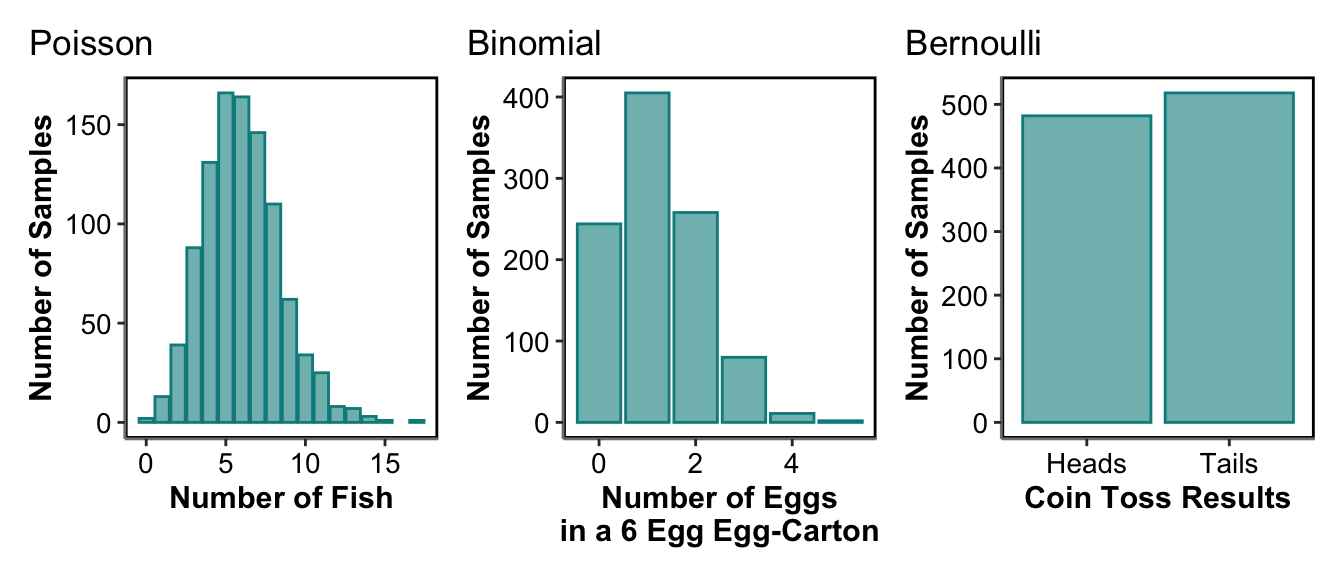 Poisson
Number of Samples
150
100
50
0
0 5 10 15
Number of Fish
Binomial
Number of Samples
400
300
200
100
0
0 2 4
Number of Eggs
in a 6 Egg Egg-Carton
Bernoulli
Number of Samples
500
400
300
200
100
0
Heads Tails
Coin Toss Results